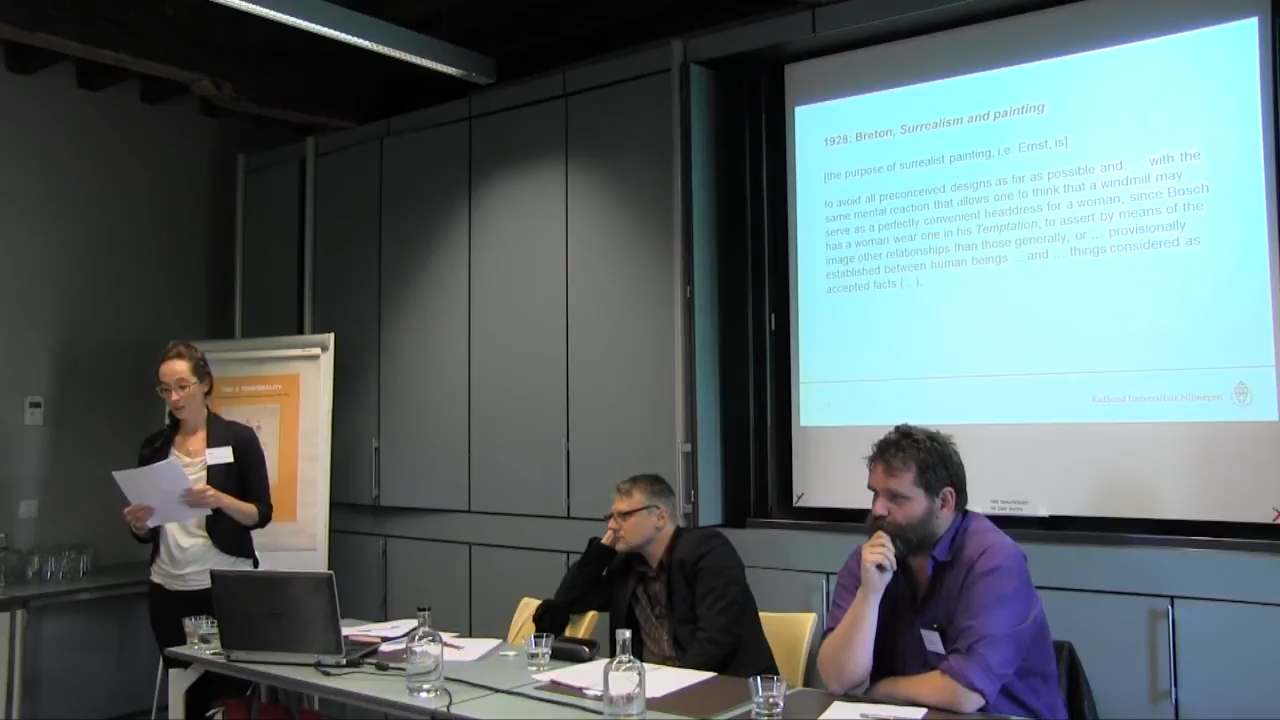 1928: Breton, Surrealism and painting
[the purpose of surrealist painting, i.e. Ernst, is]
to avoid all preconceived designs as far as possible and, ... with the
same mental reaction that allows one to think that a windmill may
serve as a perfectly convenient headdress for a woman, since Bosch
has a woman wear one in his Temptation, to assert by means of the
image other relationships than those generally, or ... provisionally
established between human beings ... and ... things considered as
accepted facts (...).
Radboud Universiteit Nijmegen
TIME & TEMPORALITY